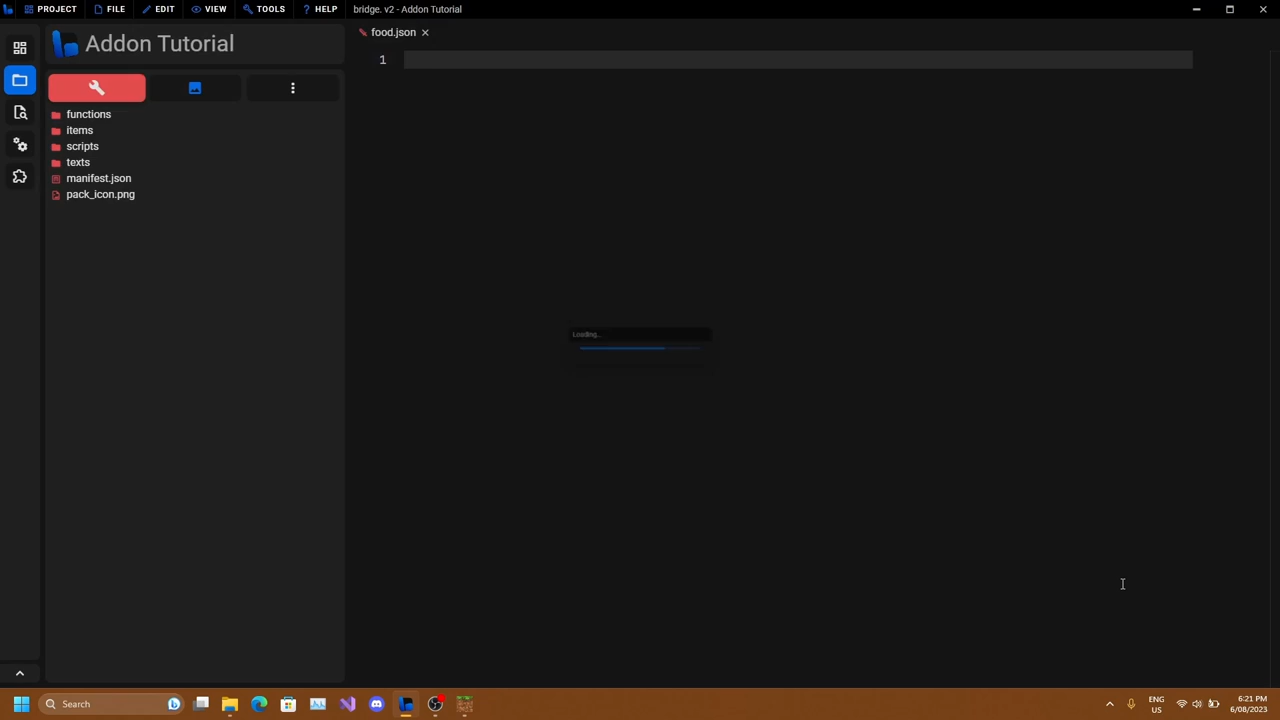 PROJECT FILE EDIT VIEW TOOLS ? HELP bridge. v2 - Addon Tutorial
Addon Tutorial
food.json
1
functions
items
scripts
texts
manifest.json
pack_icon.png
Loading...
Search
ENG
US
6:21 PM
6/08/2023